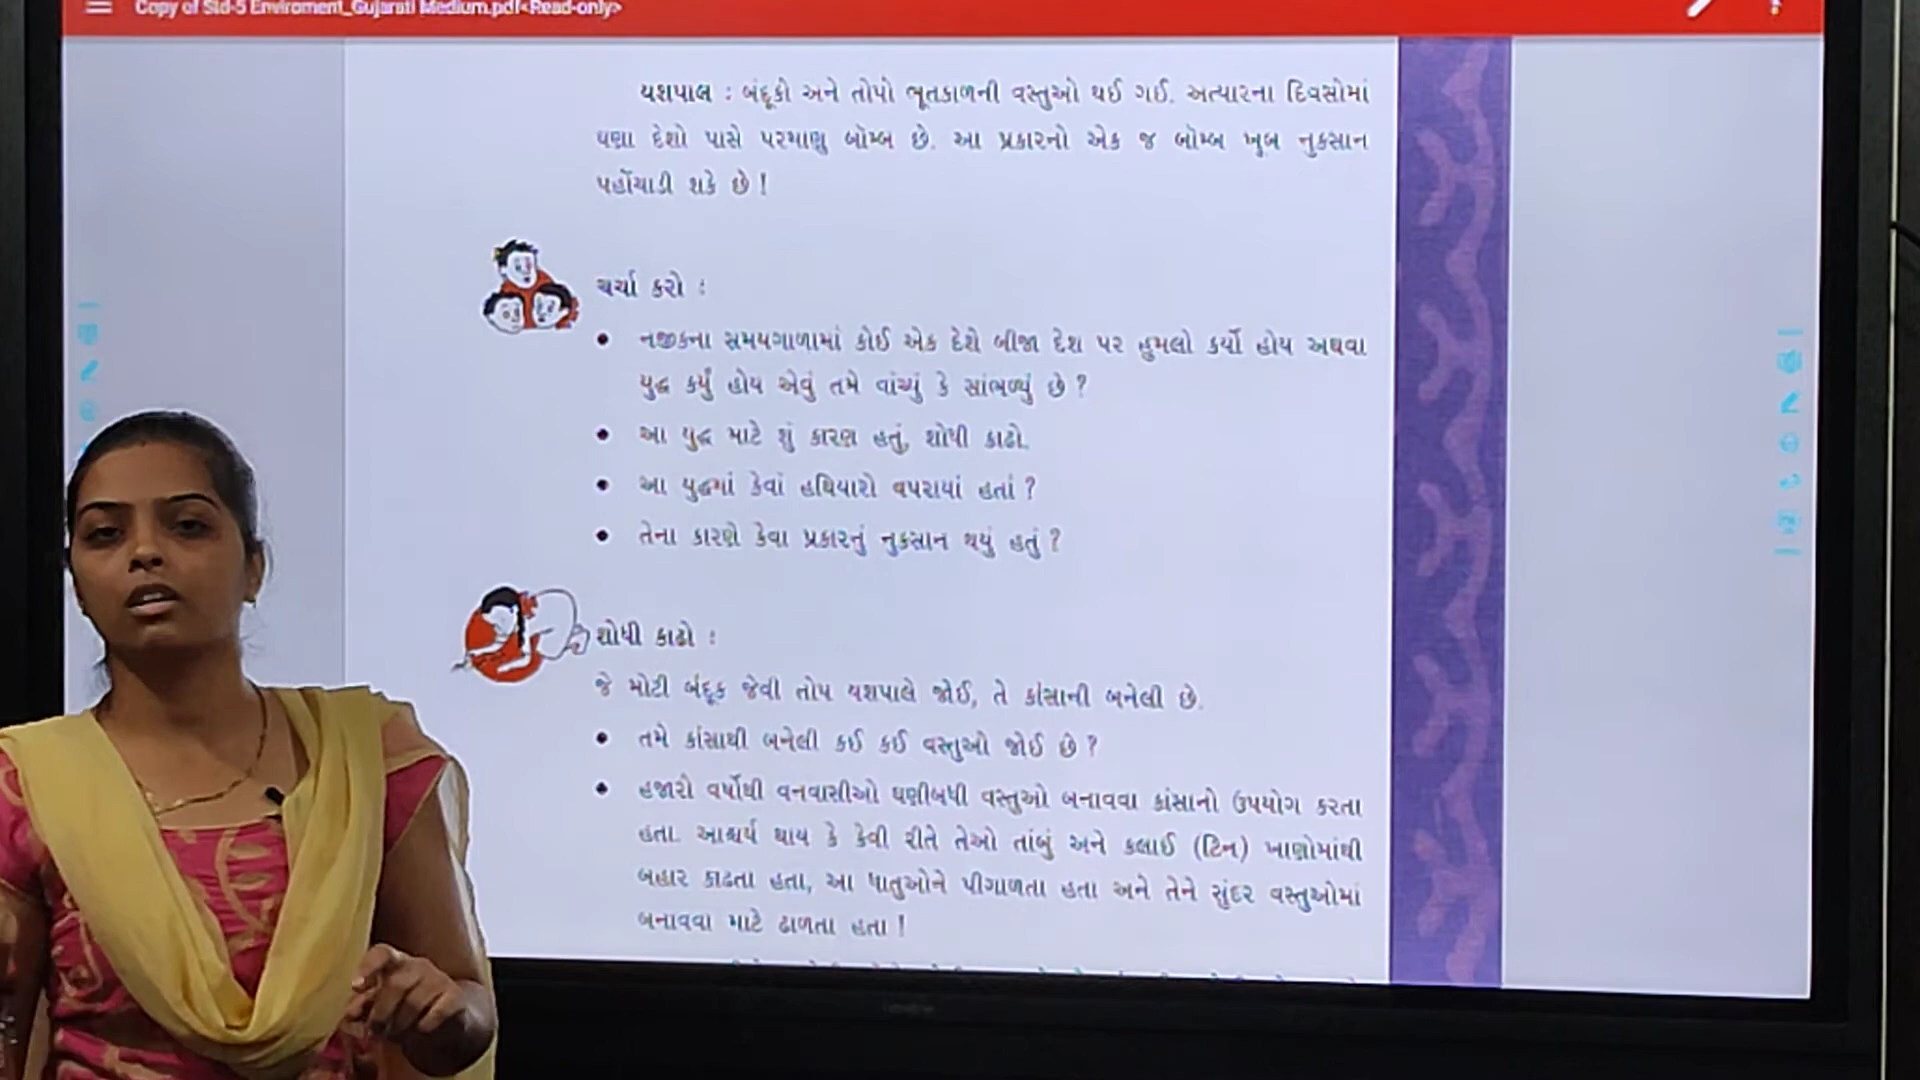 Copy of Std-5 Enviroment_Gujarati Medium.pdf<Read-only>
યશપાલ : બંદૂકો અને તોપો ભૂતકાળની વસ્તુઓ થઈ ગઈ. અત્યારના દિવસોમાં
ઘણા દેશો પાસે પરમાણુ બૉમ્બ છે. આ પ્રકારનો એક જ બૉમ્બ ખૂબ નુકસાન
પહોંચાડી શકે છે !
ચર્ચા કરો :
• નજીકના સમયગાળામાં કોઈ એક દેશે બીજા દેશ પર હુમલો કર્યો હોય અથવા
યુદ્ધ કર્યું હોય એવું તમે વાંચ્યું કે સાંભળ્યું છે ?
• આ યુદ્ધ માટે શું કારણ હતું, શોધી કાઢો.
• આ યુદ્ધમાં કેવાં હથિયારો વપરાયાં હતાં ?
• તેના કારણે કેવા પ્રકારનું નુકસાન થયું હતું ?
શોધી કાઢો :
જે મોટી બંદૂક જેવી તોપ યશપાલે જોઈ, તે કાંસાની બનેલી છે.
• તમે કાંસાથી બનેલી કઈ કઈ વસ્તુઓ જોઈ છે ?
• હજારો વર્ષોથી વનવાસીઓ ઘણીબધી વસ્તુઓ બનાવવા કાંસાનો ઉપયોગ કરતા
હતા. આશ્ચર્ય થાય કે કેવી રીતે તેઓ તાંબું અને કલાઈ (ટિન) ખાણોમાંથી
બહાર કાઢતા હતા, આ ધાતુઓને પીગાળતા હતા અને તેને સુંદર વસ્તુઓમાં
બનાવવા માટે ઢાળતા હતા !